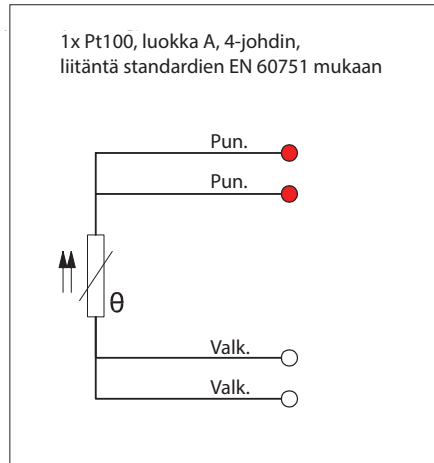 1x Pt100, luokka A, 4-johdin,
liitäntä standardien EN 60751 mukaan
Pun.
Pun.
θ
Valk.
Valk.